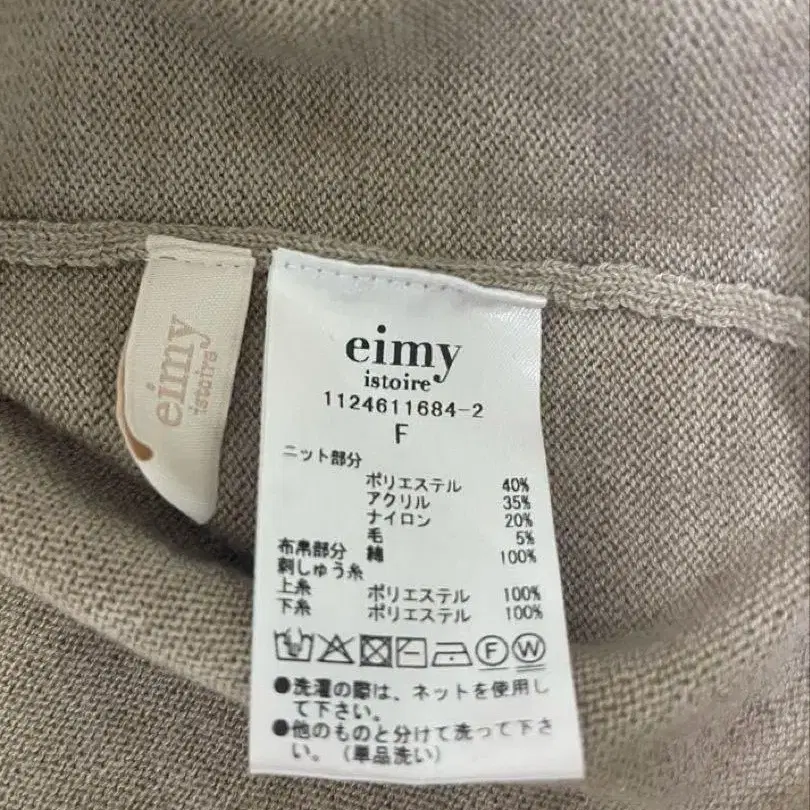 eimy
istoire
eimy
istoire
1124611684-2
F
ニット部分
ポリエステル 40%
アクリル 35%
ナイロン 20%
毛 5%
布帛部分 綿 100%
刺しゅう糸
上糸 ポリエステル 100%
下糸 ポリエステル 100%
F W
●洗濯の際は、ネットを使用し
て下さい。
●他のものと分けて洗って下さ
い。(単品洗い)